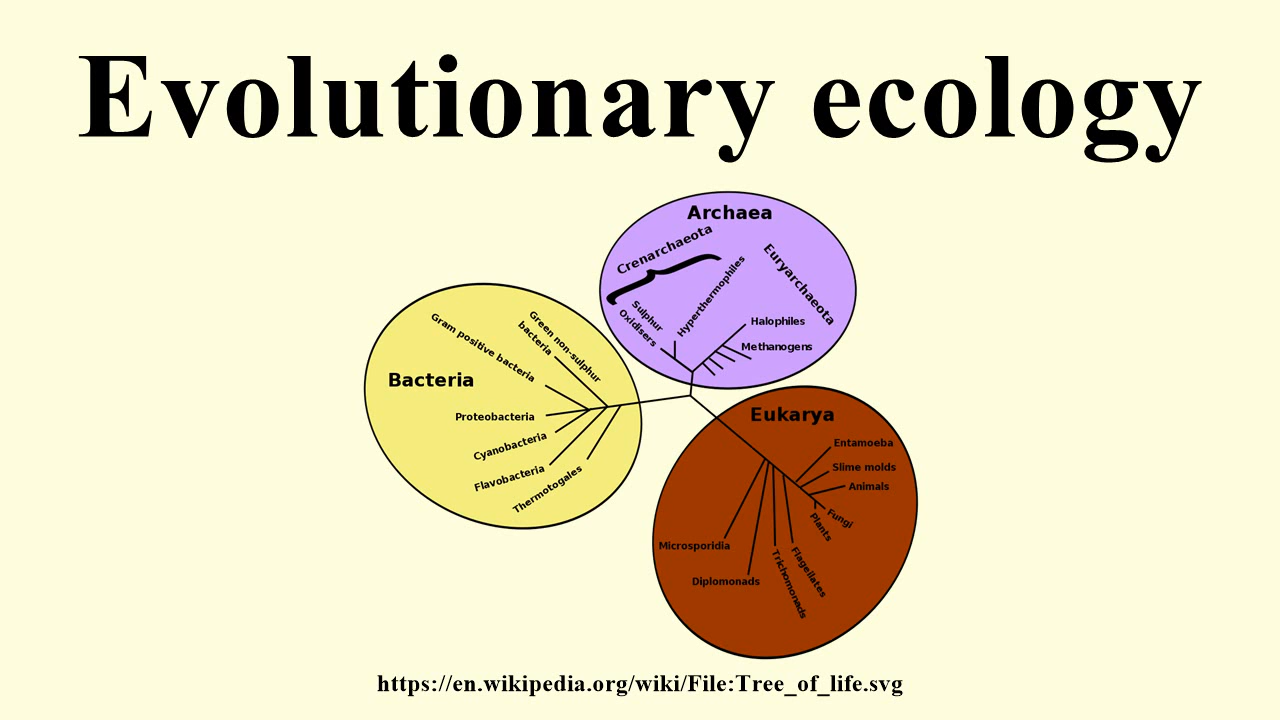 Evolutionary ecology
Archaea
Crenarchaeota
Euryarchaeota
Sulphur
Oxidisers
Hyperthermophiles
Halophiles
Methanogens
Bacteria
Green non-sulphur
bacteria
Gram positive bacteria
Proteobacteria
Cyanobacteria
Flavobacteria
Thermotogales
Eukarya
Entamoeba
Slime molds
Animals
Fungi
Plants
Flagellates
Trichomonads
Microsporidia
Diplomonads
https://en.wikipedia.org/wiki/File:Tree_of_life.svg